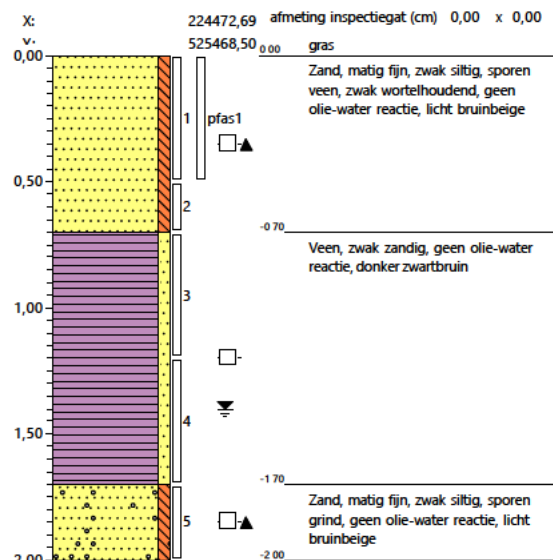 X: 224472,69 afmeting inspectiegat (cm) 0,00 x 0,00
525468,50
0,00 0 00 gras
Zand, matig fijn, zwak siltig, sporen
veen, zwak wortelhoudend, geen
olie-water reactie, licht bruinbeige
1 pfas1
0,50
2
-0 70
Veen, zwak zandig, geen olie-water
reactie, donker zwartbruin
3
1,00
4
1,50
-1 70
Zand, matig fijn, zwak siltig, sporen
grind, geen olie-water reactie, licht
bruinbeige
5
2,00 -2 00